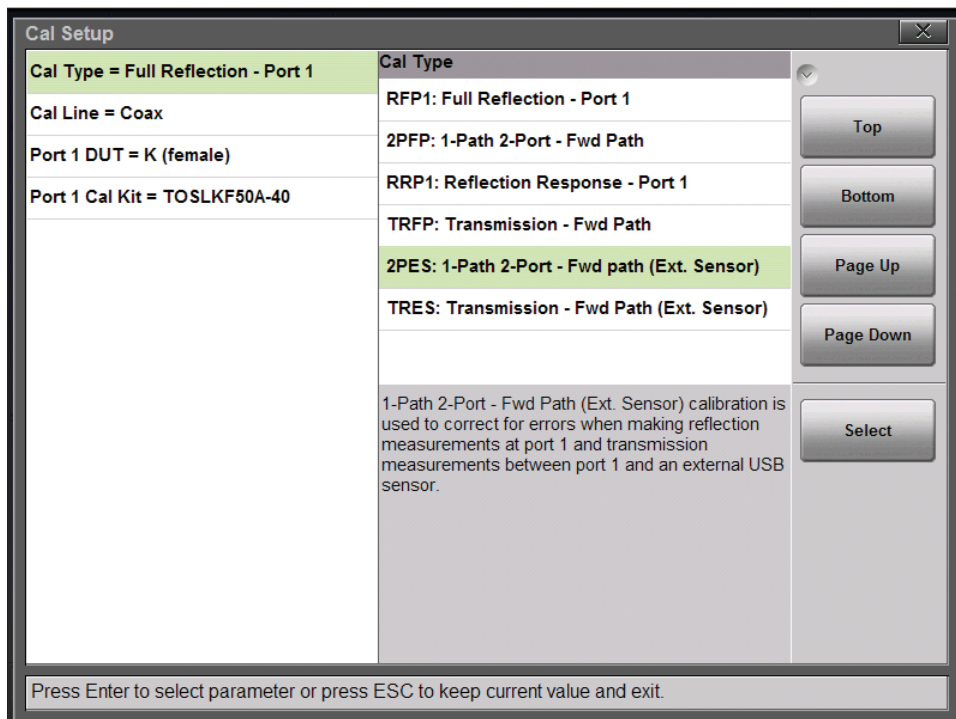 Cal Setup
Cal Type = Full Reflection - Port 1
Cal Line = Coax
Port 1 DUT = K (female)
Port 1 Cal Kit = TOSLKF50A-40
Cal Type
RFP1: Full Reflection - Port 1
2PFP: 1-Path 2-Port - Fwd Path
RRP1: Reflection Response - Port 1
TRFP: Transmission - Fwd Path
2PES: 1-Path 2-Port - Fwd path (Ext. Sensor)
TRES: Transmission - Fwd Path (Ext. Sensor)
1-Path 2-Port - Fwd Path (Ext. Sensor) calibration is
used to correct for errors when making reflection
measurements at port 1 and transmission
measurements between port 1 and an external USB
sensor.
Top
Bottom
Page Up
Page Down
Select
Press Enter to select parameter or press ESC to keep current value and exit.